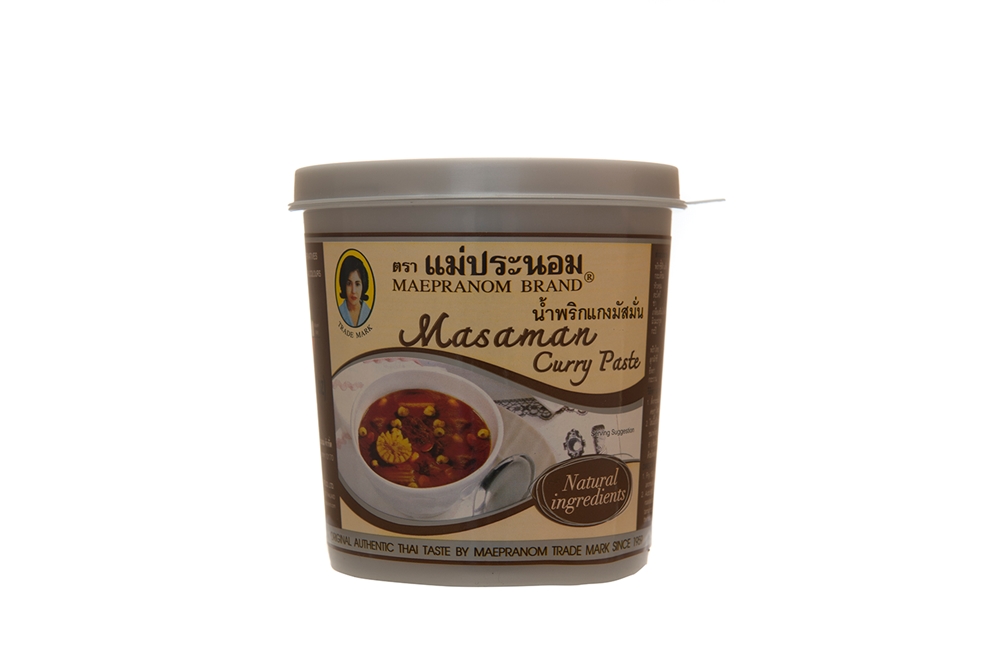 ตรา แม่ประนอม
MAEPRANOM BRAND®
TRADE MARK
น้ำพริกแกงมัสมั่น
Masaman
Curry Paste
Serving Suggestion
Natural
ingredients
AUTHENTIC THAI TASTE BY MAEPRANOM TRADE MARK SINCE